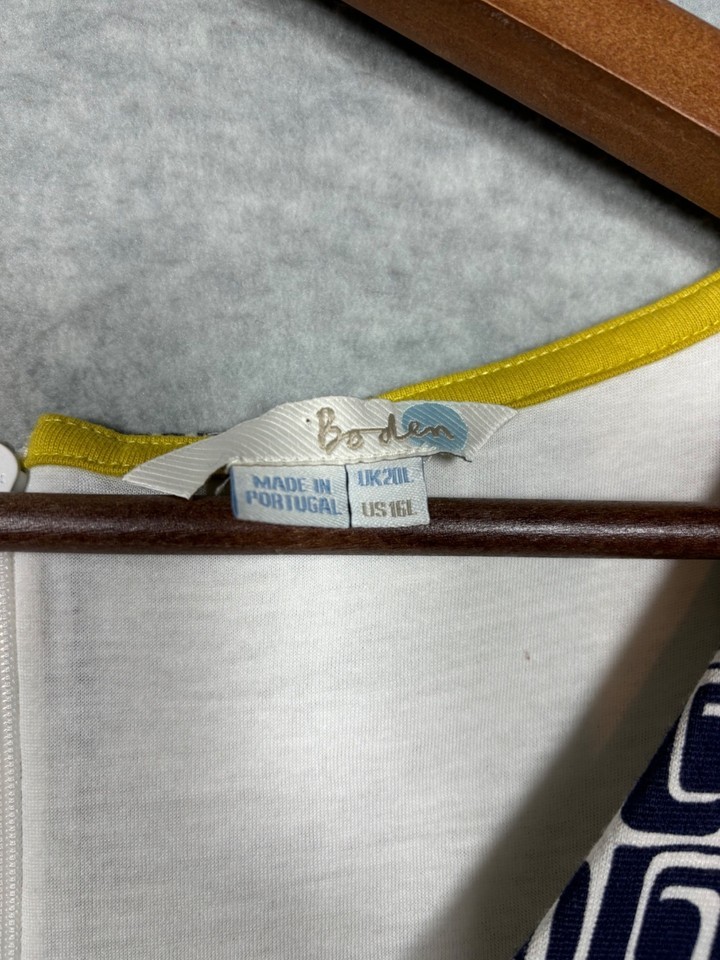 Boden
MADE IN
PORTUGAL
UK20L
US16L